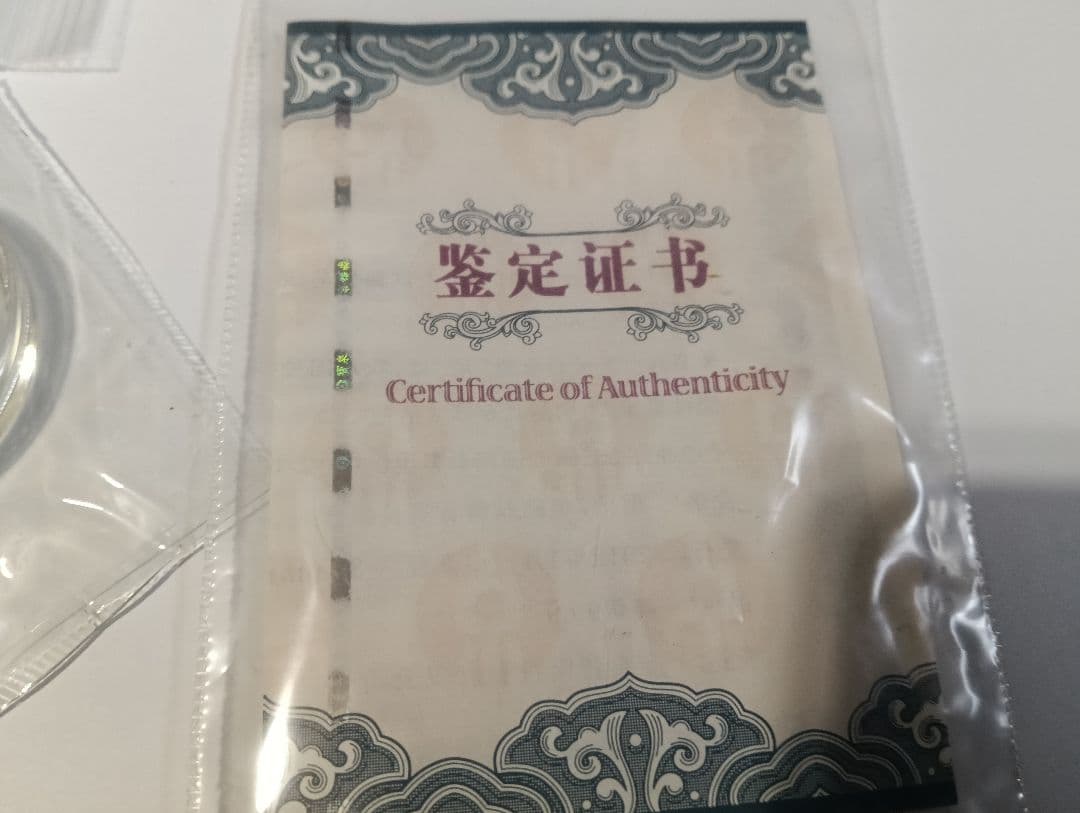 鉴定证书
Certificate of Authenticity